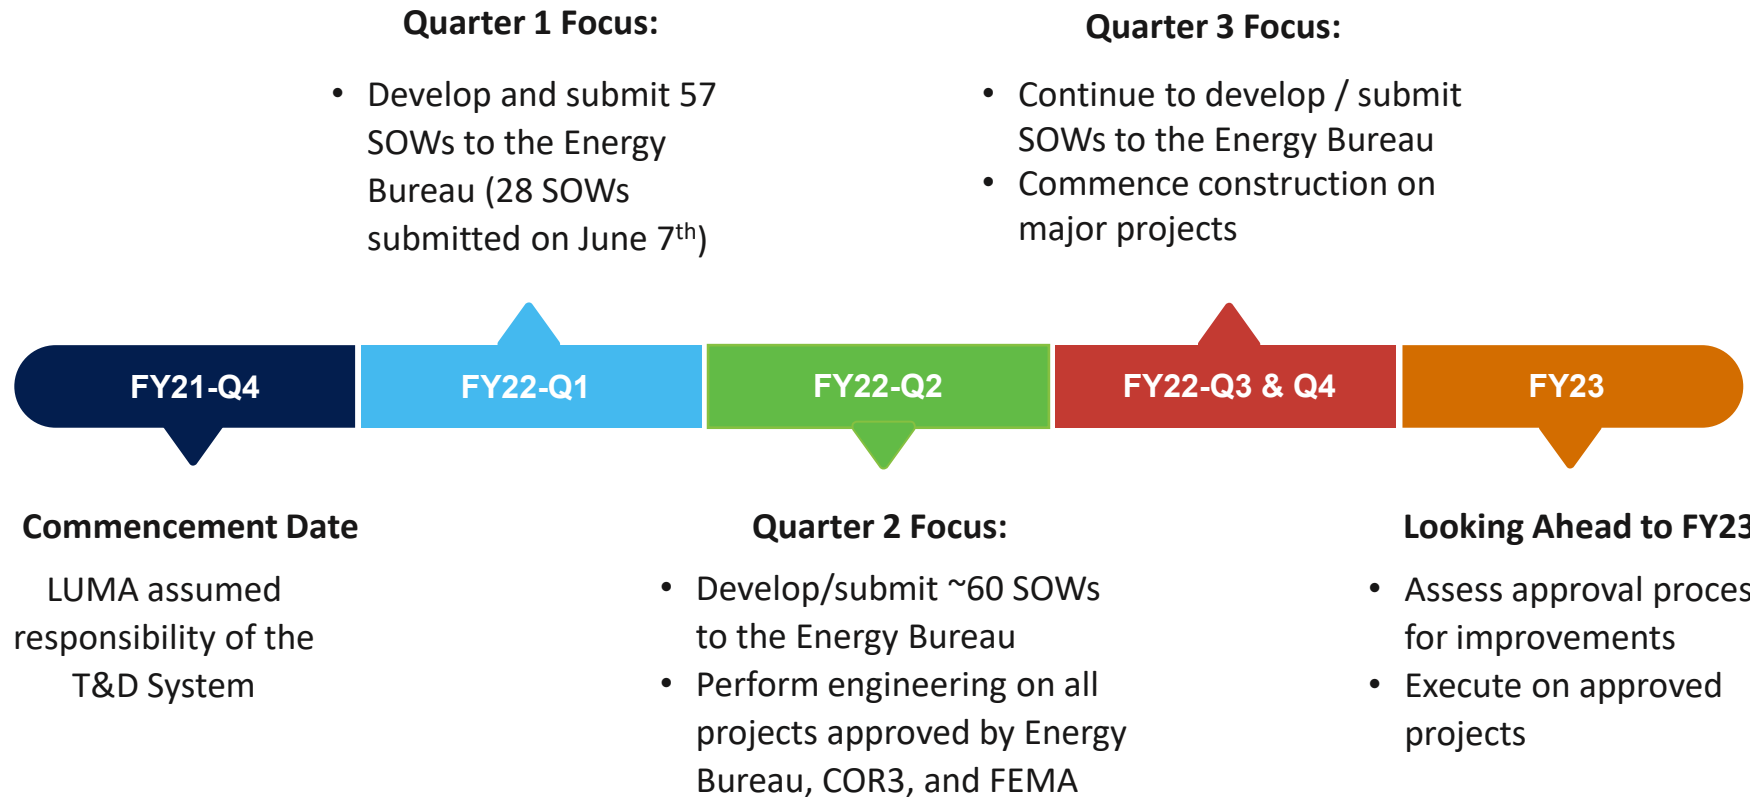 Quarter 1 Focus:
• Develop and submit 57
SOWs to the Energy
Bureau (28 SOWs
submitted on June 7th)
Quarter 3 Focus:
• Continue to develop / submit
SOWs to the Energy Bureau
• Commence construction on
major projects
FY21-Q4
FY22-Q1
FY22-Q2
FY22-Q3 & Q4
FY23
Commencement Date
LUMA assumed
responsibility of the
T&D System
Quarter 2 Focus:
• Develop/submit ~60 SOWs
to the Energy Bureau
• Perform engineering on all
projects approved by Energy
Bureau, COR3, and FEMA
Looking Ahead to FY23
• Assess approval proces
for improvements
• Execute on approved
projects